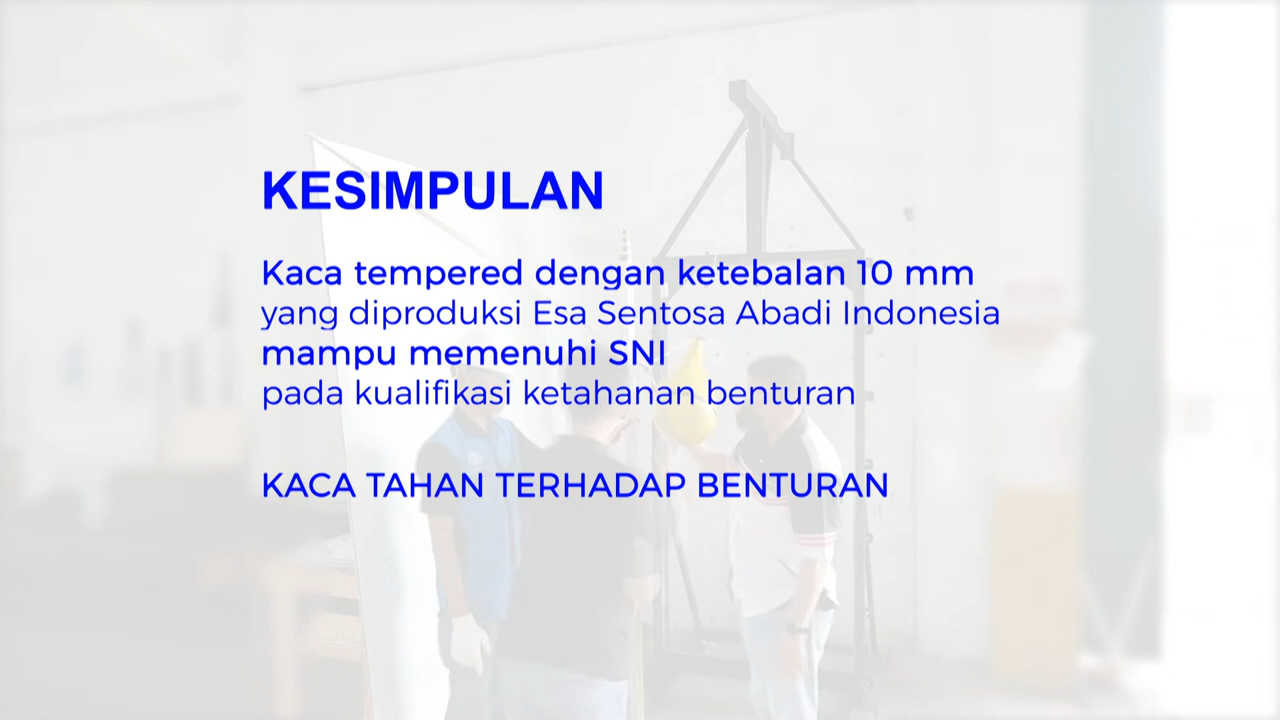 KESIMPULAN
Kaca tempered dengan ketebalan 10 mm
yang diproduksi Esa Sentosa Abadi Indonesia
mampu memenuhi SNI
pada kualifikasi ketahanan benturan
KACA TAHAN TERHADAP BENTURAN